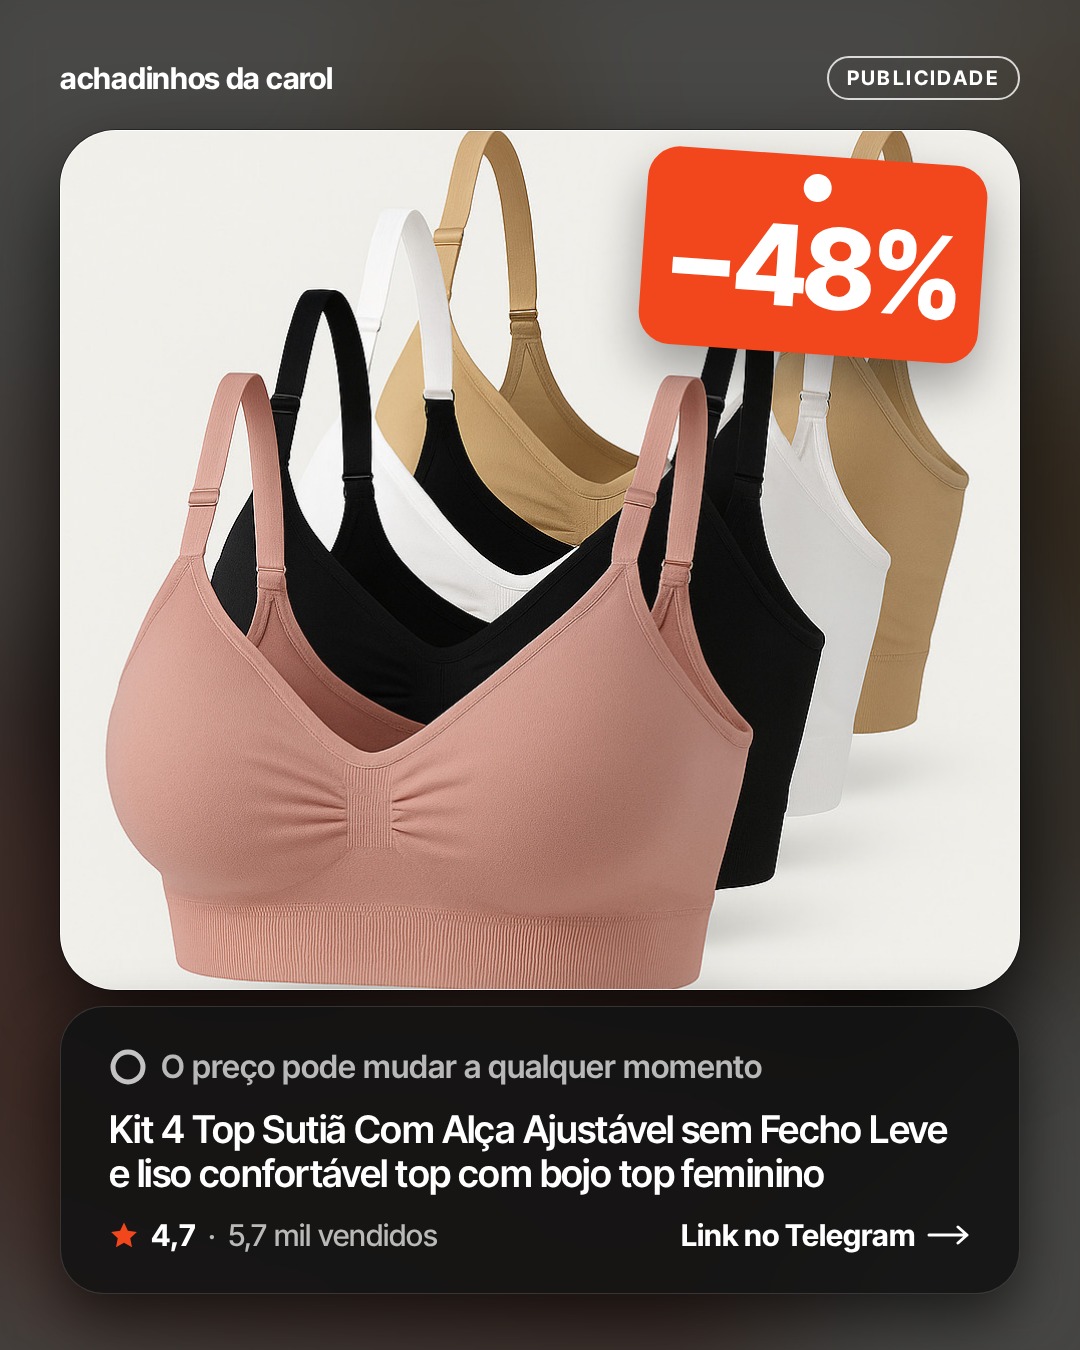 achadinhos da carol
PUBLICIDADE
–48%
O preço pode mudar a qualquer momento
Kit 4 Top Sutiã Com Alça Ajustável sem Fecho Leve
e liso confortável top com bojo top feminino
4,7 · 5,7 mil vendidos
Link no Telegram →